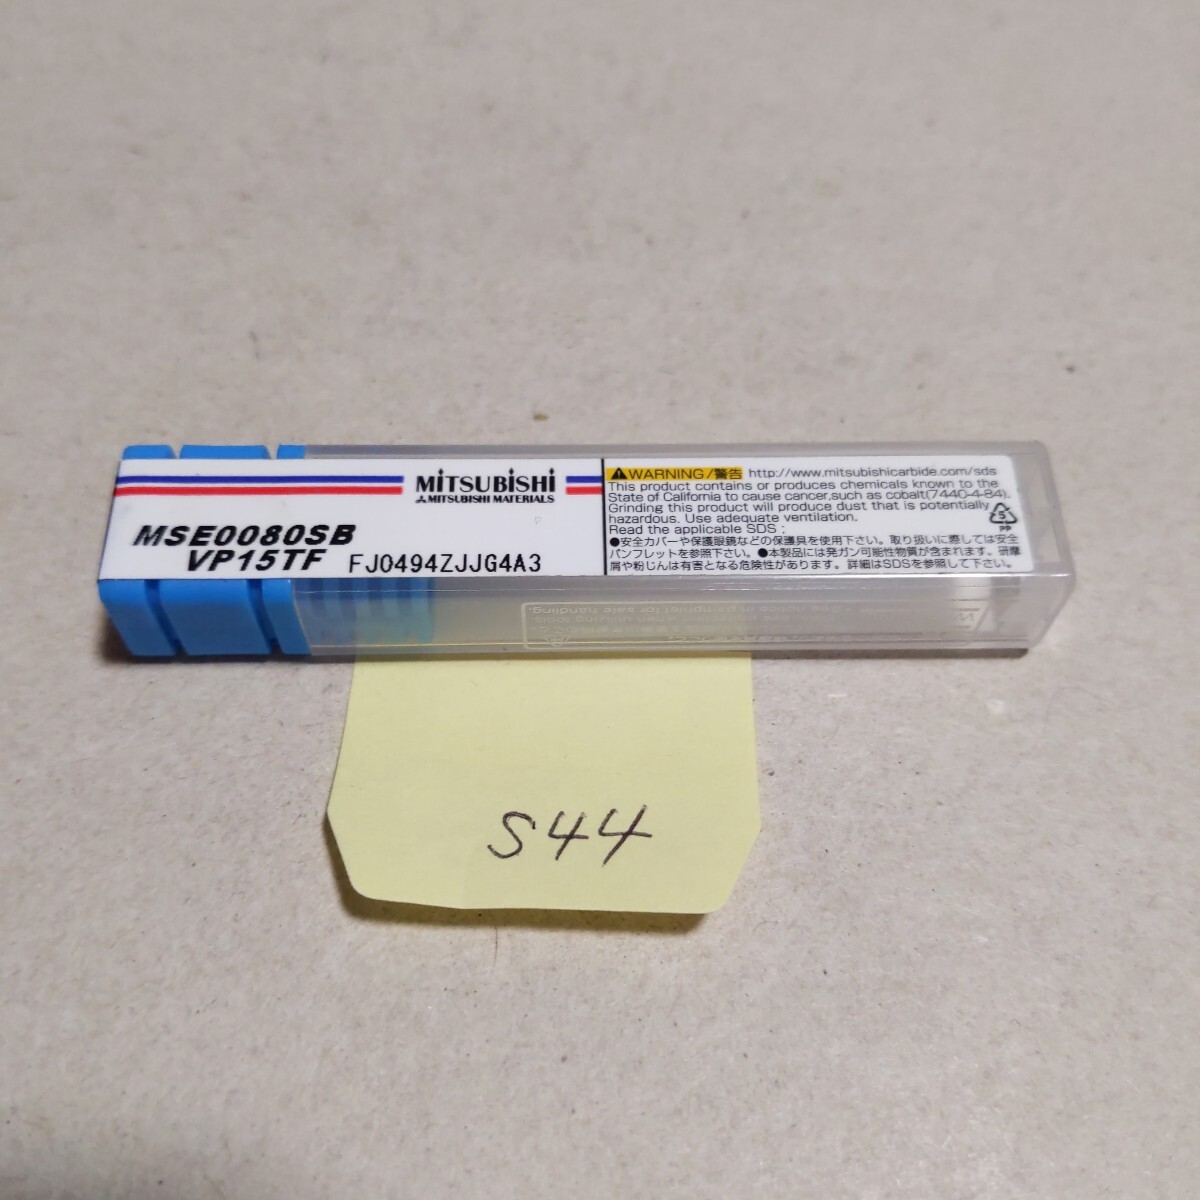 MITSUBISHI
MITSUBISHI MATERIALS
MSE0080SB
VP15TF FJ0494ZJJG4A3
WARNING/警告 http://www.mitsubishicarbide.com/sds
This product contains or produces chemicals known to the
State of California to cause cancer,such as cobalt(7440-4-84).
Grinding this product will produce dust that is potentially
hazardous. Use adequate ventilation.
Read the applicable SDS ;
5
PP
●安全カバーや保護眼鏡などの保護具を使用下さい。取り扱いに際しては安全
パンフレットを参照下さい。●本製品には発ガン可能性物質が含まれます。研摩
屑や粉じんは有害となる危険性があります。詳細はSDSを参照して下さい。
pamphlet for safe handling.
S44